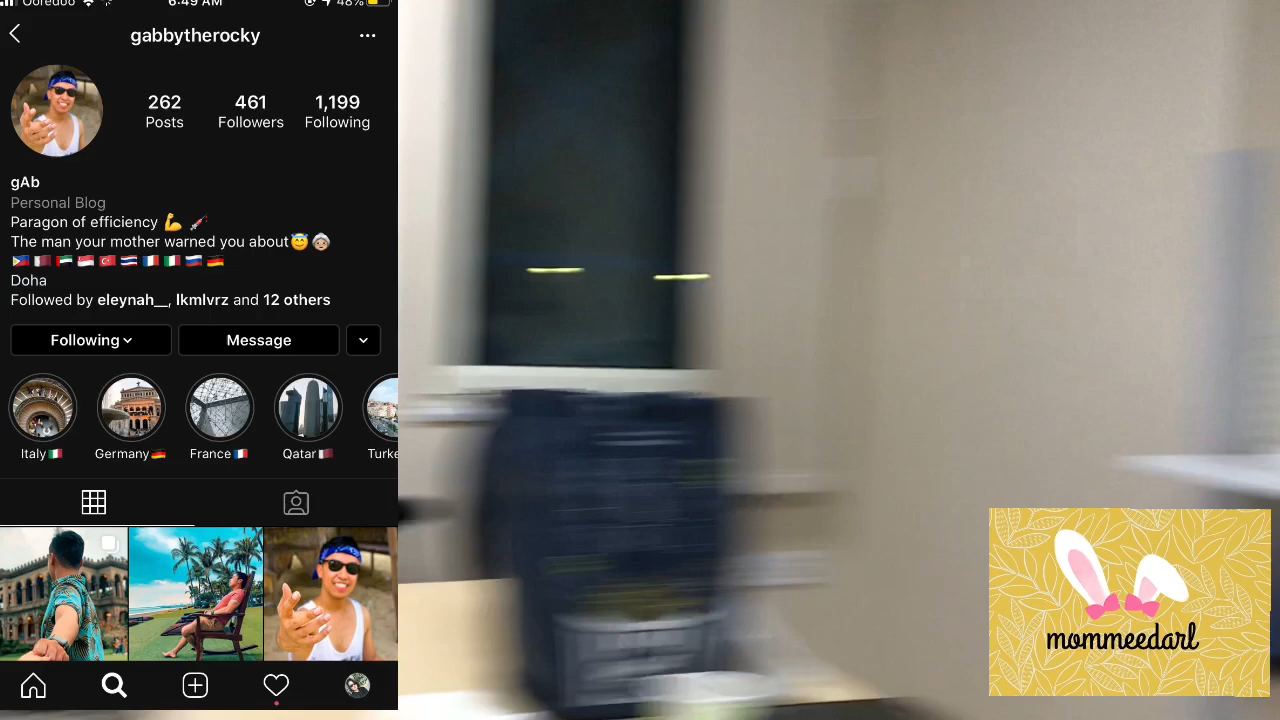 Ooredoo 6:49 AM 48%
gabbytherocky
262 461 1,199
Posts Followers Following
gAb
Personal Blog
Paragon of efficiency 💪 💉
The man your mother warned you about😇 👵🏼
🇵🇭 🇶🇦 🇦🇪 🇸🇬 🇹🇷 🇹🇭 🇫🇷 🇮🇹 🇷🇺 🇩🇪
Doha
Followed by eleynah__, lkmlvrz and 12 others
Following Message
Italy🇮🇹 Germany🇩🇪 France🇫🇷 Qatar🇶🇦 Turke
mommeedarl